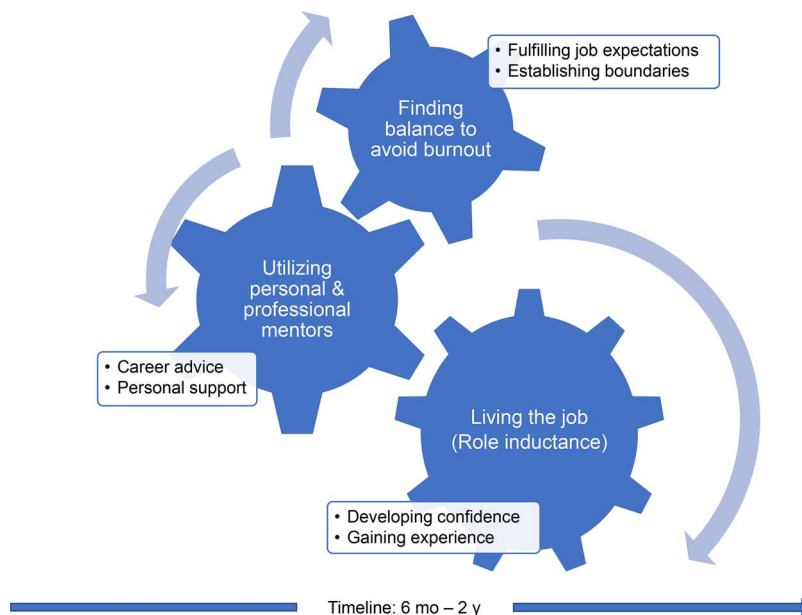 • Fulfilling job expectations
• Establishing boundaries
Finding
balance to
avoid burnout
Utilizing
personal &
professional
mentors
• Career advice
• Personal support
Living the job
(Role inductance)
• Developing confidence
• Gaining experience
Timeline: 6 mo – 2 y